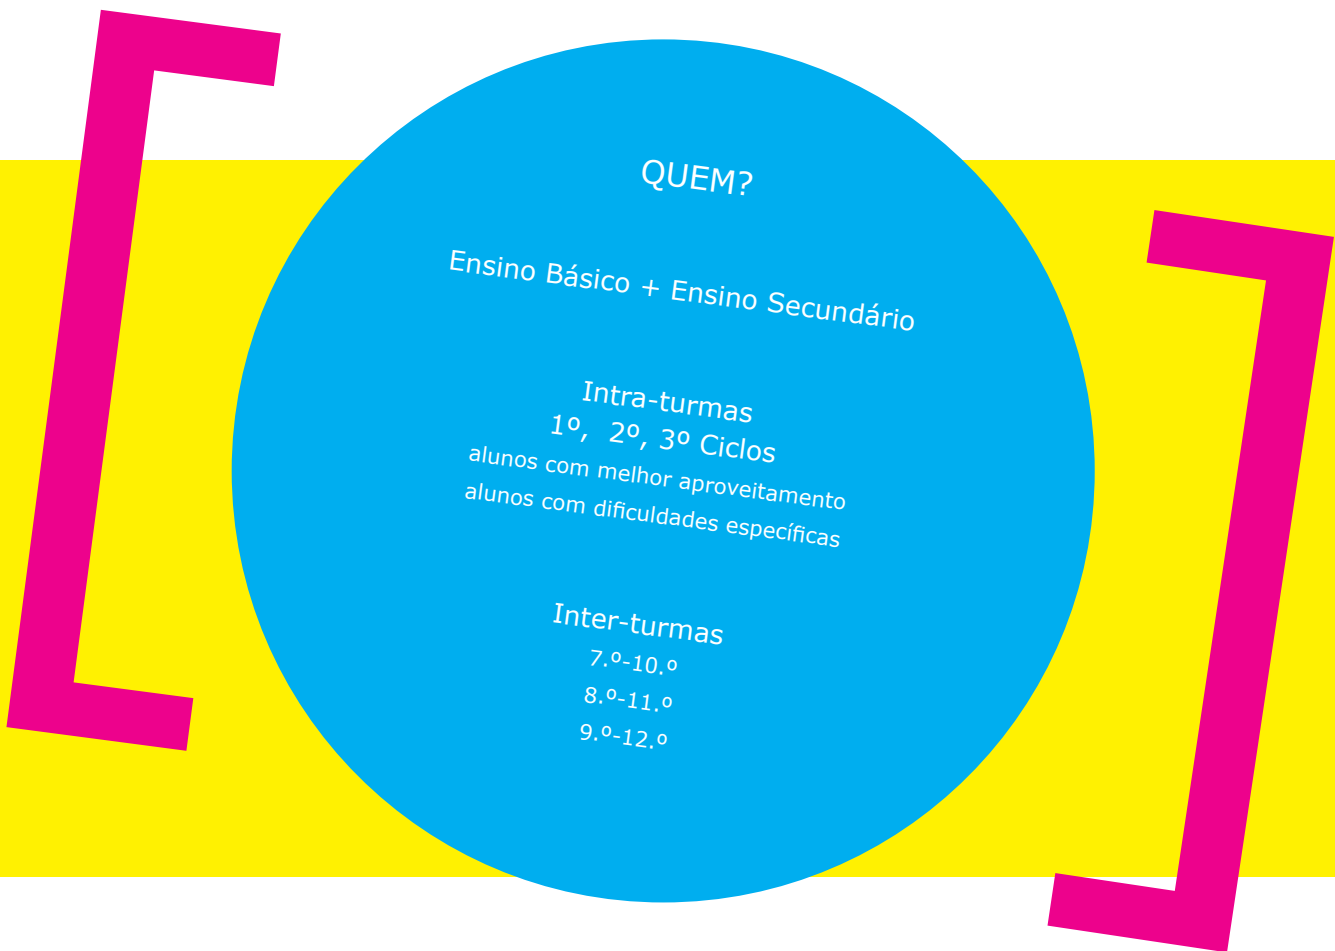 QUEM?
Ensino Básico + Ensino Secundário
Intra-turmas
1º,  2º, 3º Ciclos
alunos com melhor aproveitamento
alunos com dificuldades específicas
Inter-turmas
7.º-10.º
8.º-11.º
9.º-12.º